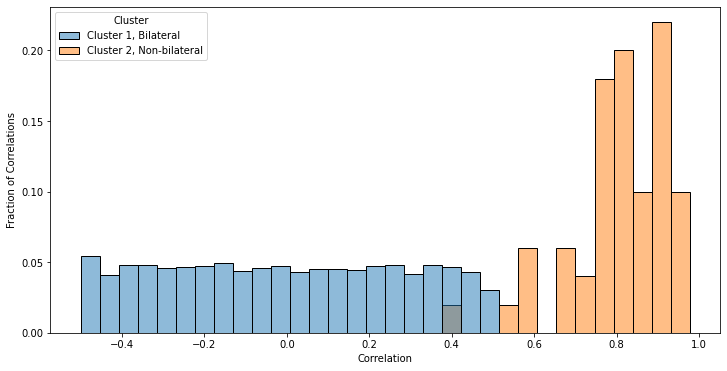 Cluster
Cluster 1, Bilateral
Cluster 2, Non-bilateral
Fraction of Correlations
0.20
0.15
0.10
0.05
0.00
−0.4
−0.2
0.0
0.2
0.4
0.6
0.8
1.0
Correlation